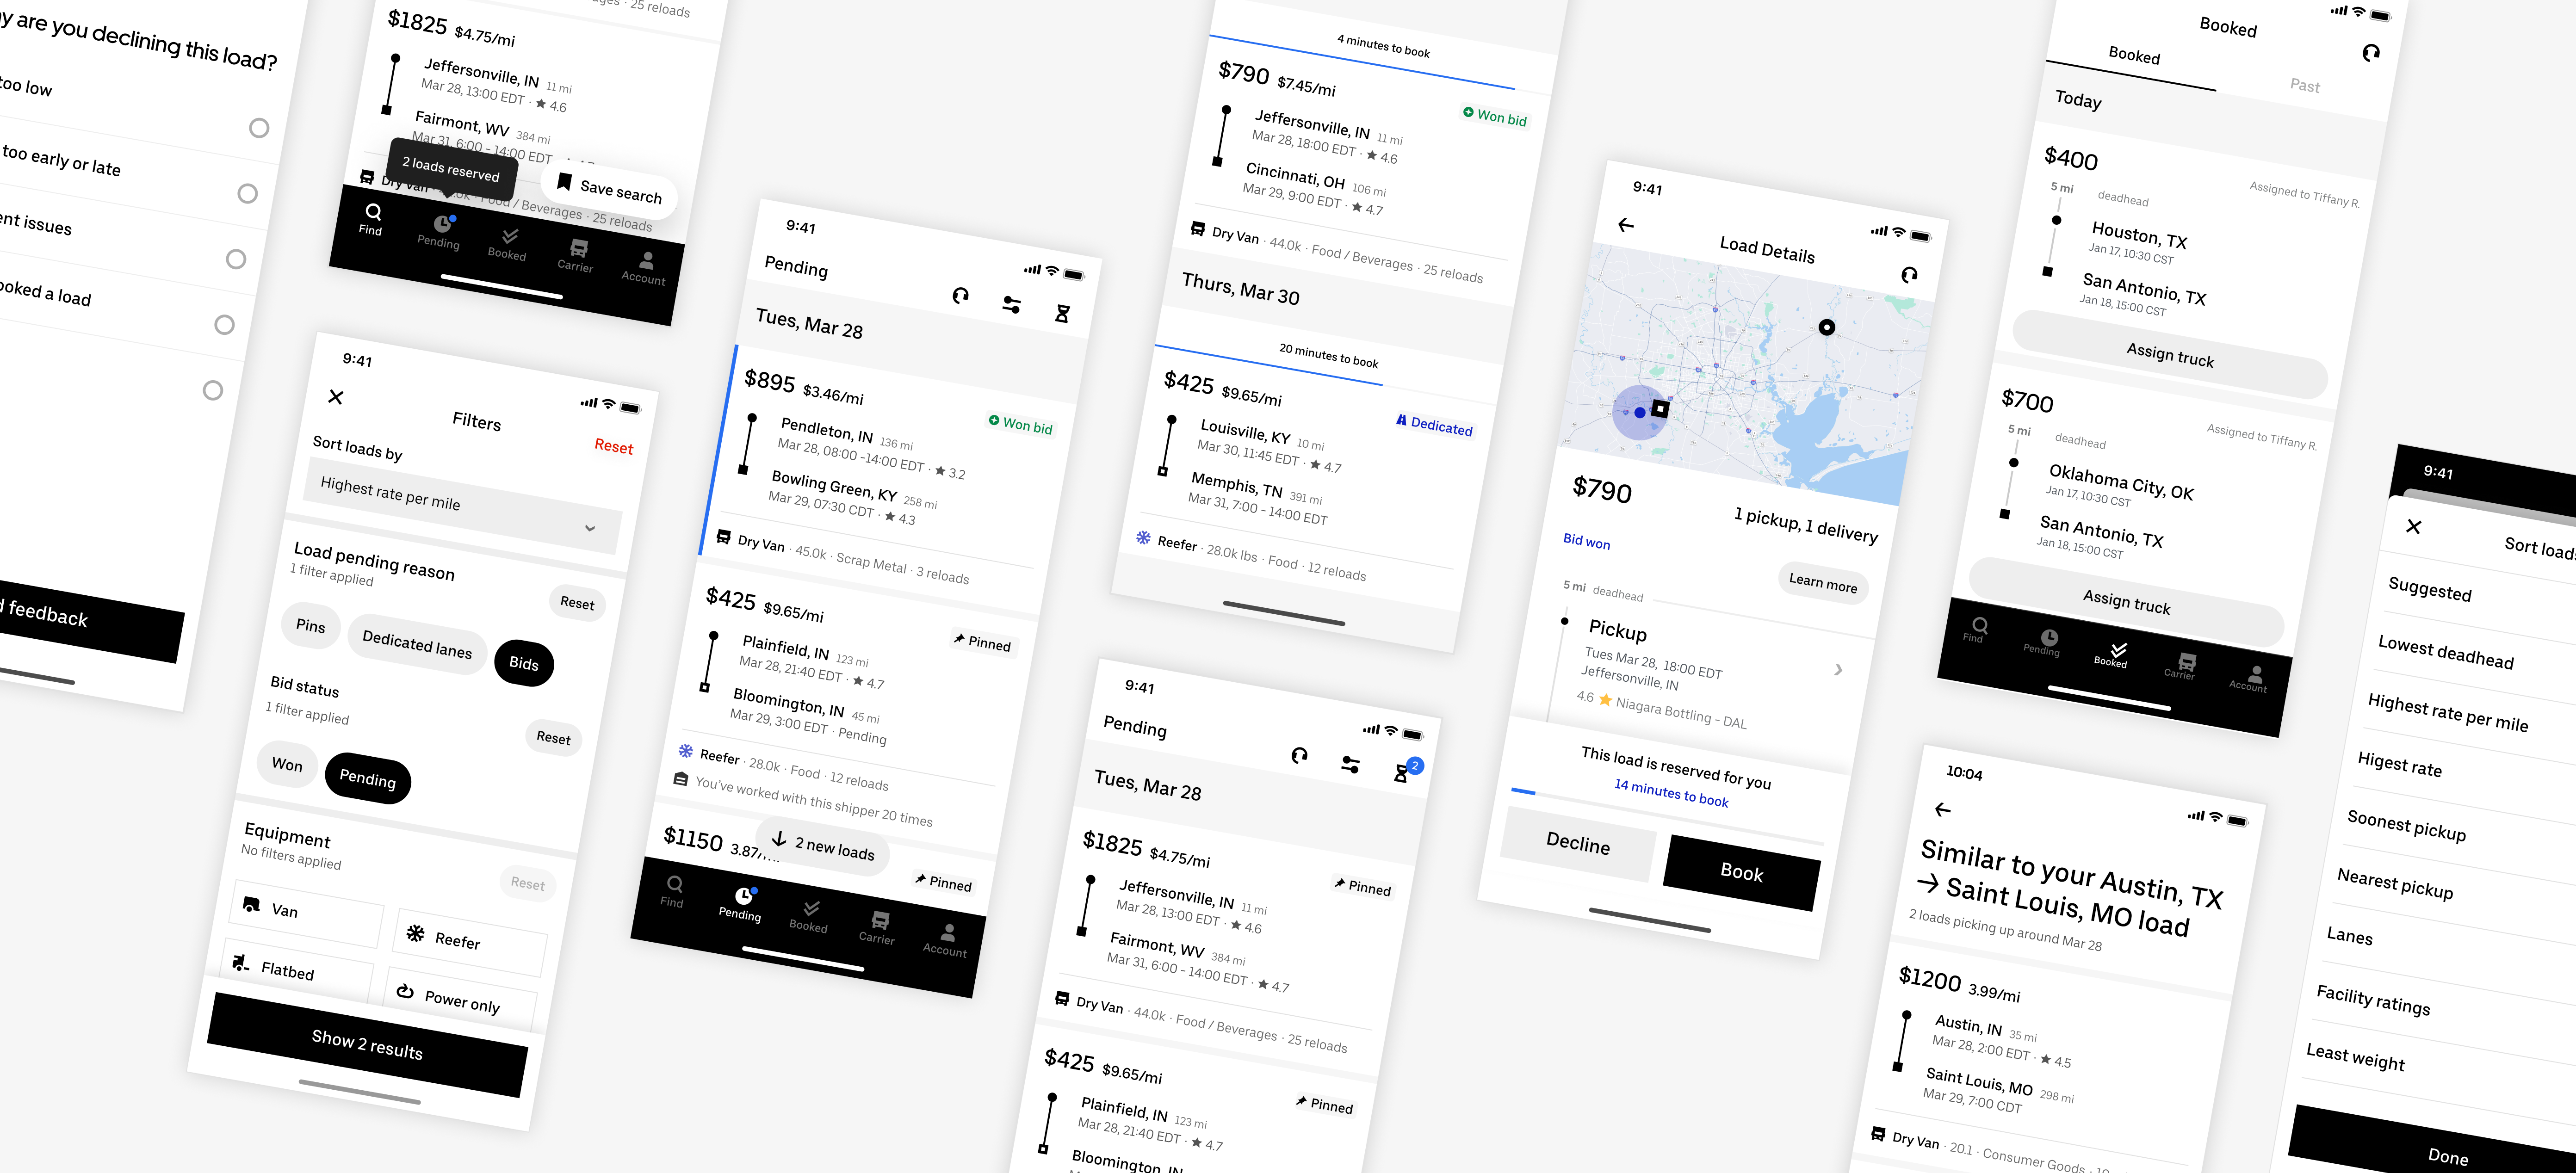 y are you declining this load?
too low
too early or late
ent issues
ooked a load
d feedback
ages · 25 reloads
$1825 $4.75/mi
Jeffersonville, IN 11 mi
Mar 28, 13:00 EDT · ★ 4.6
Fairmont, WV 384 mi
Mar 31, 6:00 - 14:00 EDT
2 loads reserved
Save search
Dry Van
Food / Beverages · 25 reloads
Find
Pending
Booked
Carrier
Account
9:41
Filters
Reset
Sort loads by
Highest rate per mile
Load pending reason
1 filter applied
Reset
Pins
Dedicated lanes
Bids
Bid status
1 filter applied
Reset
Won
Pending
Equipment
No filters applied
Reset
Van
Reefer
Flatbed
Power only
Show 2 results
9:41
Pending
Tues, Mar 28
$895 $3.46/mi
Won bid
Pendleton, IN 136 mi
Mar 28, 08:00 -14:00 EDT · ★ 3.2
Bowling Green, KY 258 mi
Mar 29, 07:30 CDT · ★ 4.3
Dry Van · 45.0k · Scrap Metal · 3 reloads
$425 $9.65/mi
Pinned
Plainfield, IN 123 mi
Mar 28, 21:40 EDT · ★ 4.7
Bloomington, IN 45 mi
Mar 29, 3:00 EDT · Pending
Reefer · 28.0k · Food · 12 reloads
You've worked with this shipper 20 times
$1150 3.87/
2 new loads
Pinned
Find
Pending
Booked
Carrier
Account
4 minutes to book
$790 $7.45/mi
Won bid
Jeffersonville, IN 11 mi
Mar 28, 18:00 EDT · ★ 4.6
Cincinnati, OH 106 mi
Mar 29, 9:00 EDT · ★ 4.7
Dry Van · 44.0k · Food / Beverages · 25 reloads
Thurs, Mar 30
20 minutes to book
$425 $9.65/mi
Dedicated
Louisville, KY 10 mi
Mar 30, 11:45 EDT · ★ 4.7
Memphis, TN 391 mi
Mar 31, 7:00 - 14:00 EDT
Reefer · 28.0k lbs · Food · 12 reloads
9:41
Pending
2
Tues, Mar 28
$1825 $4.75/mi
Pinned
Jeffersonville, IN 11 mi
Mar 28, 13:00 EDT · ★ 4.6
Fairmont, WV 384 mi
Mar 31, 6:00 - 14:00 EDT · ★ 4.7
Dry Van · 44.0k · Food / Beverages · 25 reloads
$425 $9.65/mi
Pinned
Plainfield, IN 123 mi
Mar 28, 21:40 EDT · ★ 4.7
Bloomington, IN
9:41
Load Details
$790
1 pickup, 1 delivery
Bid won
Learn more
5 mi deadhead
Pickup
Tues Mar 28, 18:00 EDT
Jeffersonville, IN
4.6 ⭐ Niagara Bottling - DAL
This load is reserved for you
14 minutes to book
Decline
Book
Booked
Booked
Past
Today
$400
Assigned to Tiffany R.
5 mi deadhead
Houston, TX
Jan 17, 10:30 CST
San Antonio, TX
Jan 18, 15:00 CST
Assign truck
$700
Assigned to Tiffany R.
5 mi deadhead
Oklahoma City, OK
Jan 17, 10:30 CST
San Antonio, TX
Jan 18, 15:00 CST
Assign truck
Find
Pending
Booked
Carrier
Account
10:04
Similar to your Austin, TX
→ Saint Louis, MO load
2 loads picking up around Mar 28
$1200 3.99/mi
Austin, IN 35 mi
Mar 28, 2:00 EDT · ★ 4.5
Saint Louis, MO 298 mi
Mar 29, 7:00 CDT
Dry Van · 20.1 · Consumer Goods ·
9:41
Sort loads
Suggested
Lowest deadhead
Highest rate per mile
Higest rate
Soonest pickup
Nearest pickup
Lanes
Facility ratings
Least weight
Done